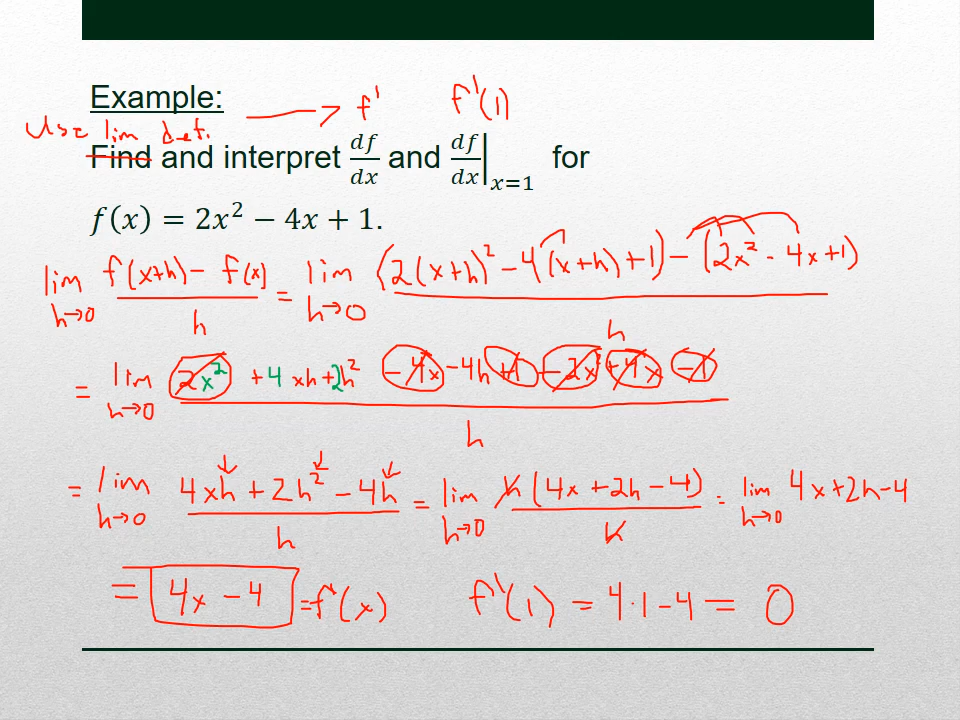 Example: → f' f'(1)
Use lim def.
Find and interpret df/dx and df/dx|x=1 for
f(x) = 2x² − 4x + 1.
lim h→0 f(x+h) − f(x) / h = lim h→0 (2(x+h)² − 4(x+h) + 1) − (2x² − 4x + 1) / h
= lim h→0 2x² + 4xh + 2h² − 4x − 4h + 1 − 2x² + 4x − 1 / h
= lim h→0 4xh + 2h² − 4h / h = lim h→0 h(4x + 2h − 4) / h = lim h→0 4x + 2h − 4
= 4x − 4 = f'(x) f'(1) = 4·1 − 4 = 0